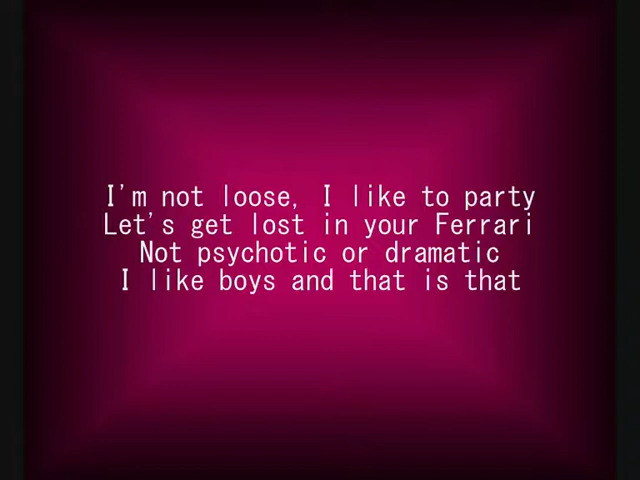 I'm not loose, I like to party
Let's get lost in your Ferrari
Not psychotic or dramatic
I like boys and that is that